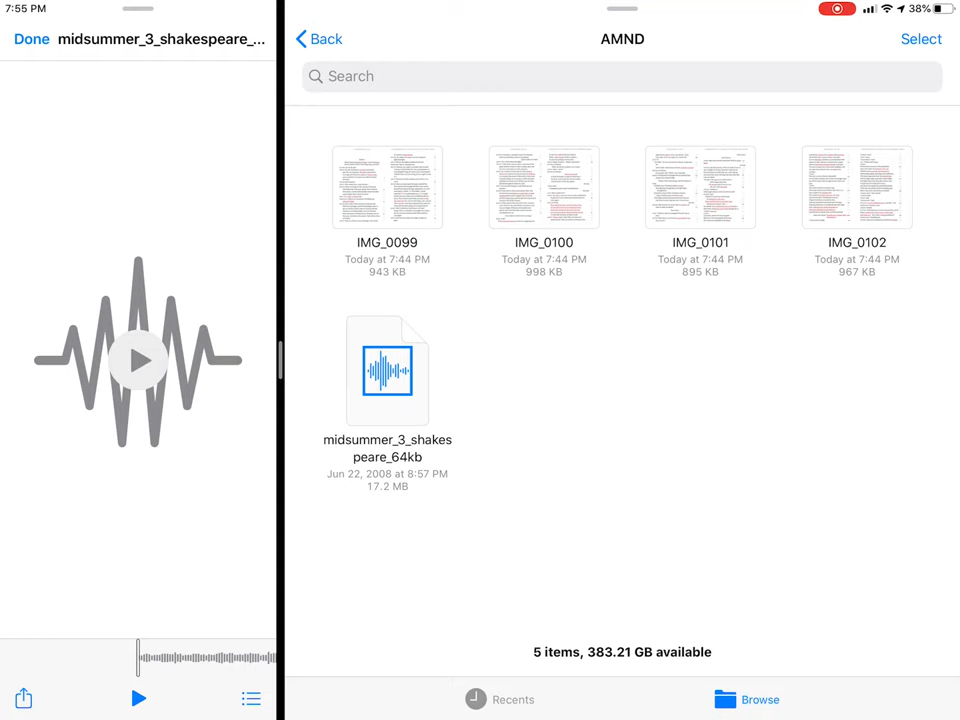 7:55 PM
38%
Done midsummer_3_shakespeare_...
Back
AMND
Select
Search
IMG_0099
Today at 7:44 PM
943 KB
IMG_0100
Today at 7:44 PM
998 KB
IMG_0101
Today at 7:44 PM
895 KB
IMG_0102
Today at 7:44 PM
967 KB
midsummer_3_shakes
peare_64kb
Jun 22, 2008 at 8:57 PM
17.2 MB
5 items, 383.21 GB available
Recents
Browse